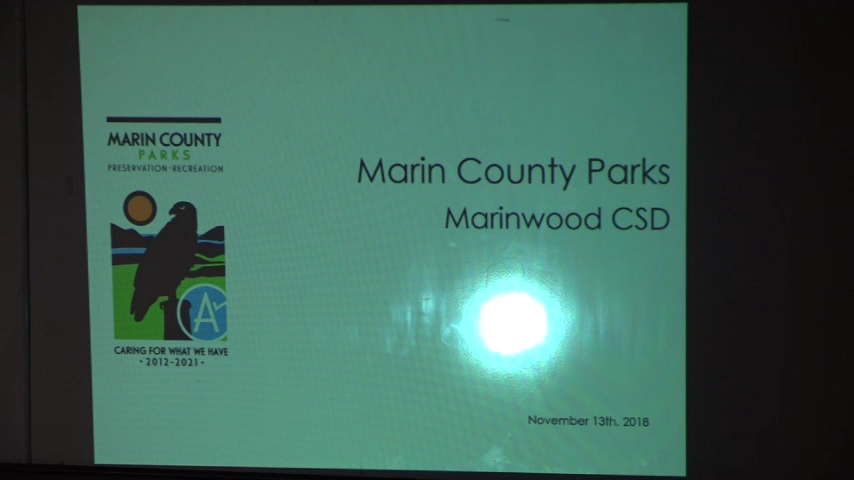 MARIN COUNTY
PARKS
PRESERVATION·RECREATION
A
CARING FOR WHAT WE HAVE
· 2012-2021 ·
Marin County Parks
Marinwood CSD
November 13th, 2018